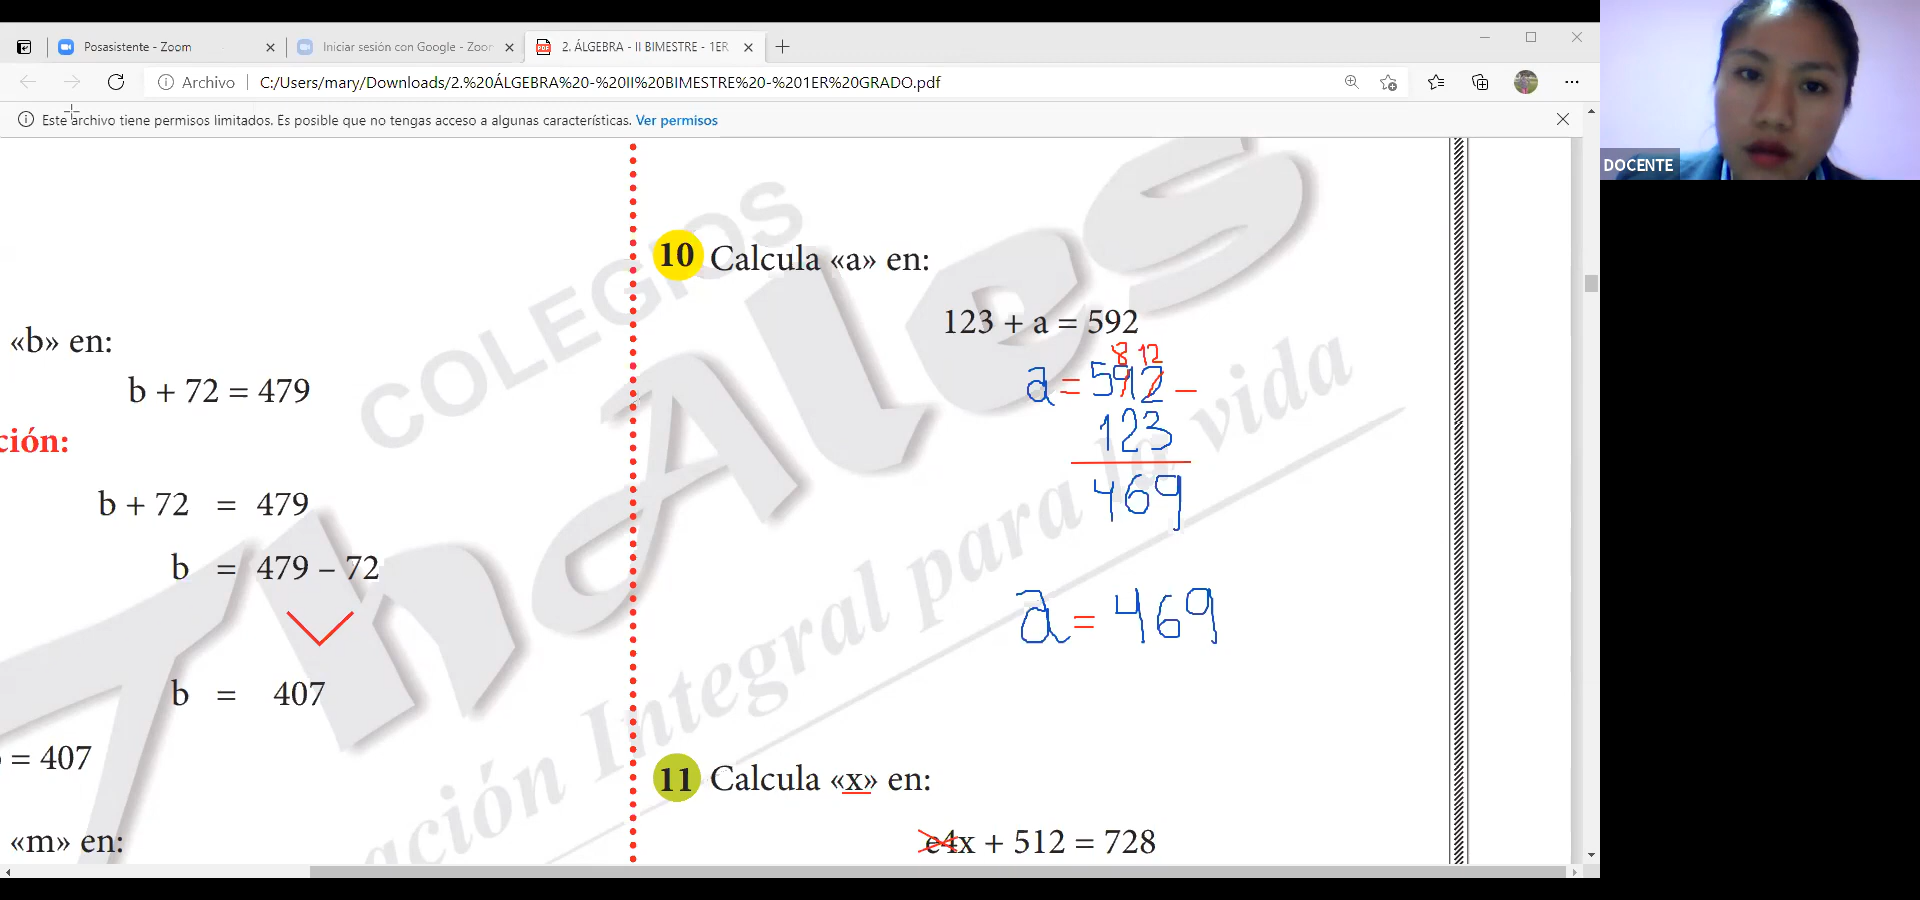 Posasistente - Zoom
Iniciar sesión con Google - Zoor
2. ÁLGEBRA - II BIMESTRE - 1ER
Archivo
C:/Users/mary/Downloads/2.%20ÁLGEBRA%20-%20II%20BIMESTRE%20-%201ER%20GRADO.pdf
Este archivo tiene permisos limitados. Es posible que no tengas acceso a algunas características. Ver permisos
DOCENTE
COLEGIOS
Thales
ación Integral para la vida
«b» en:
b + 72 = 479
ción:
b + 72 = 479
b = 479 – 72
b = 407
= 407
«m» en:
10 Calcula «a» en:
123 + a = 592
8 12
a = 592 –
123
469
a = 469
11 Calcula «x» en:
e4x + 512 = 728